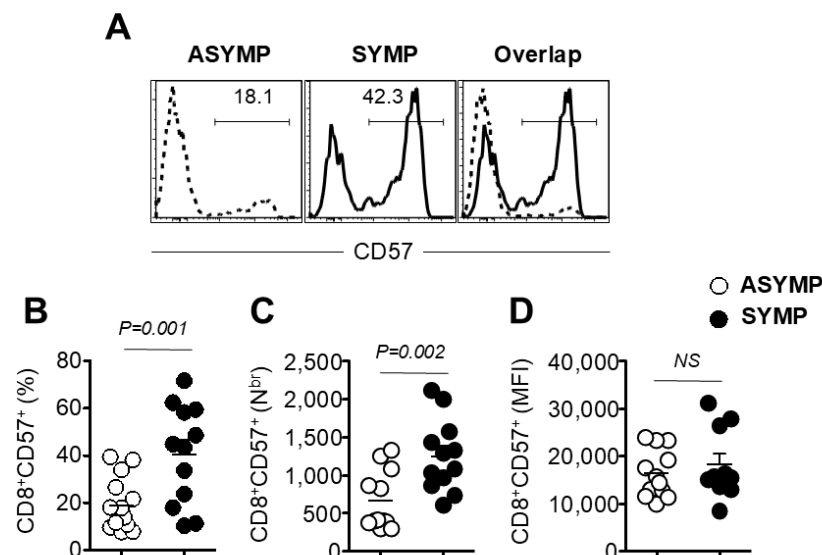 A
ASYMP SYMP Overlap
18.1 42.3
CD57
ASYMP
SYMP
B C D
P=0.001 P=0.002 NS
CD8⁺CD57⁺ (%)
80
60
40
20
0
CD8⁺CD57⁺ (Nᵇʳ)
2,500
2,000
1,500
1,000
500
0
CD8⁺CD57⁺ (MFI)
40,000
30,000
20,000
10,000
0